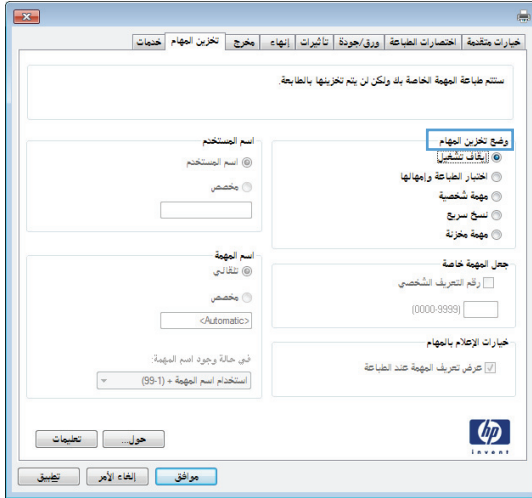 خيارات متقدمة
اختصارات الطباعة
ورق/جودة
تأثيرات
إنهاء
مخرج
تخزين المهام
خدمات
ستتم طباعة المهمة الخاصة بك ولكن لن يتم تخزينها بالطابعة.
وضع تخزين المهام
إيقاف تشغيل
اختبار الطباعة وإمهالها
مهمة شخصية
نسخ سريع
مهمة مخزنة
جعل المهمة خاصة
رقم التعريف الشخصي
(0000-9999)
خيارات الإعلام بالمهام
عرض تعريف المهمة عند الطباعة
اسم المستخدم
اسم المستخدم
مخصص
اسم المهمة
تلقائي
مخصص
<Automatic>
في حالة وجود اسم المهمة:
استخدام اسم المهمة + (1-99)
hp
invent
حول...
تعليمات
موافق
إلغاء الأمر
تطبيق